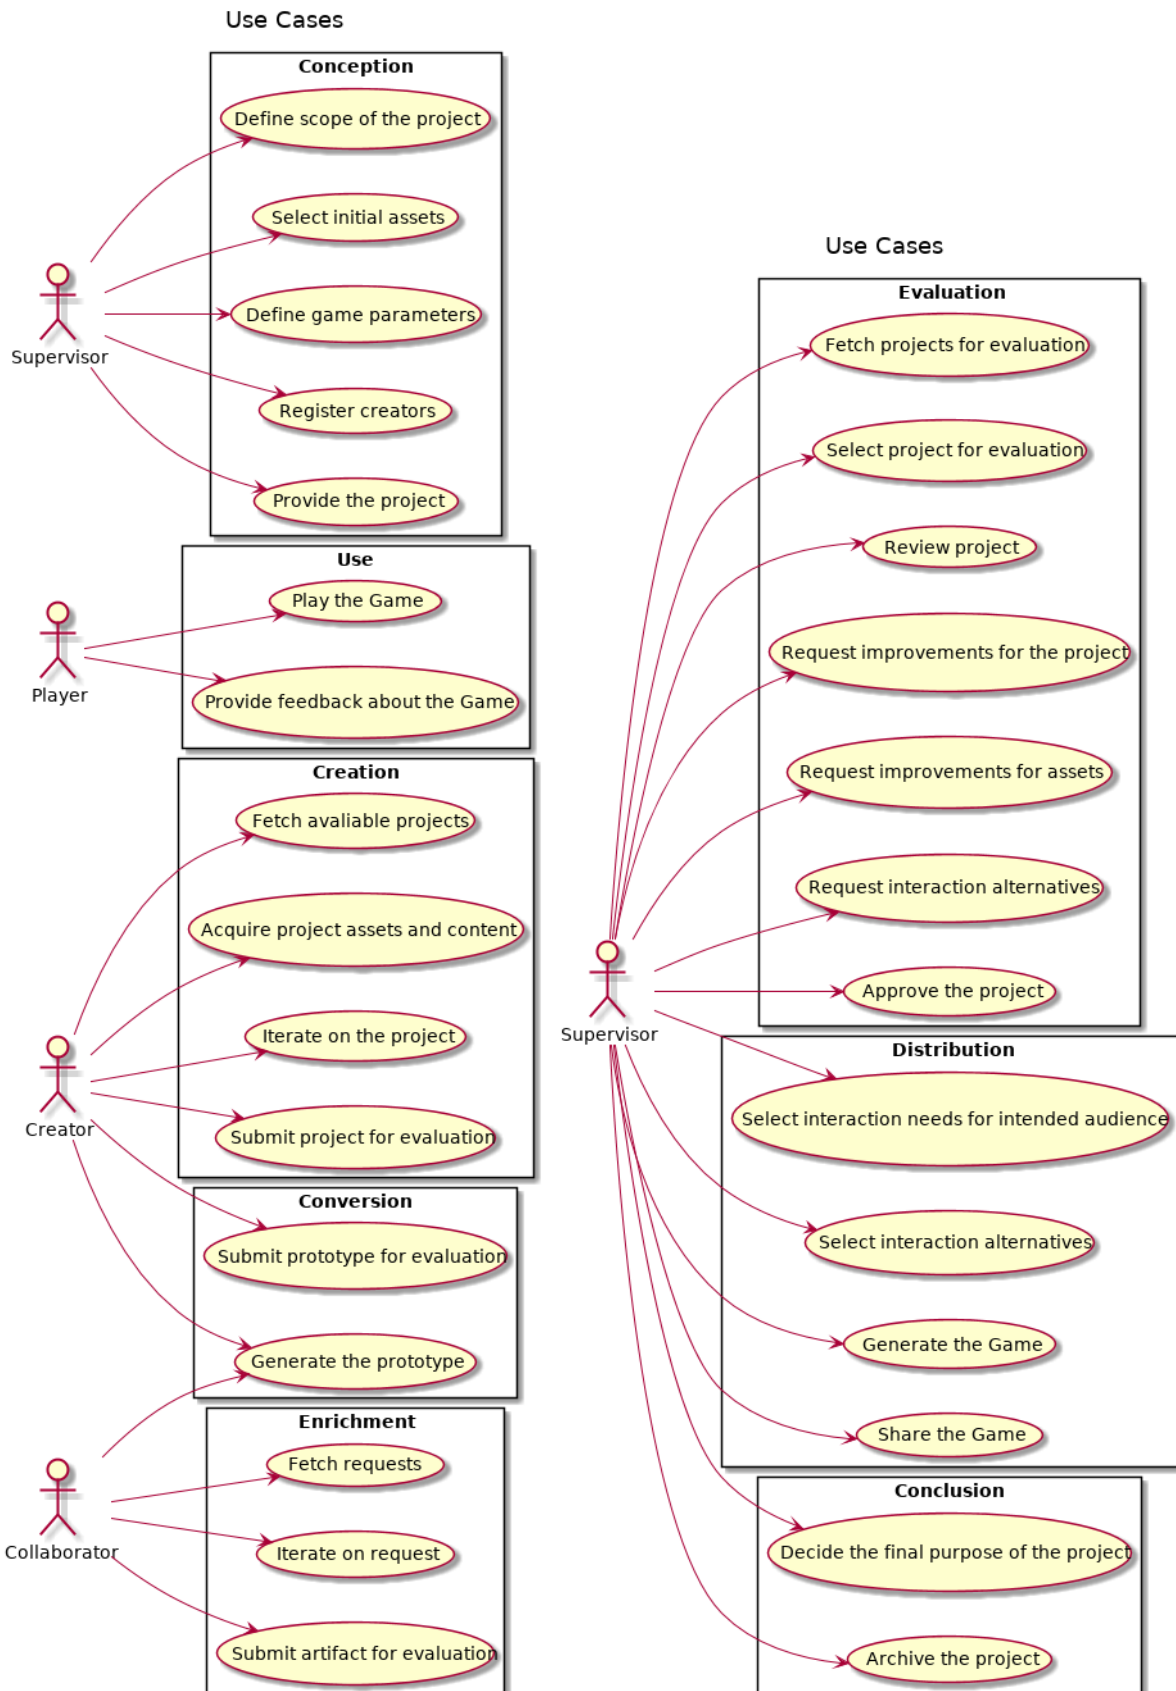 Use Cases
Conception
Define scope of the project
Select initial assets
Define game parameters
Supervisor
Register creators
Provide the project
Use
Play the Game
Player
Provide feedback about the Game
Creation
Fetch avaliable projects
Acquire project assets and content
Iterate on the project
Creator
Submit project for evaluation
Conversion
Submit prototype for evaluation
Generate the prototype
Enrichment
Fetch requests
Collaborator
Iterate on request
Submit artifact for evaluation
Use Cases
Evaluation
Fetch projects for evaluation
Select project for evaluation
Review project
Request improvements for the project
Request improvements for assets
Request interaction alternatives
Approve the project
Supervisor
Distribution
Select interaction needs for intended audience
Select interaction alternatives
Generate the Game
Share the Game
Conclusion
Decide the final purpose of the project
Archive the project